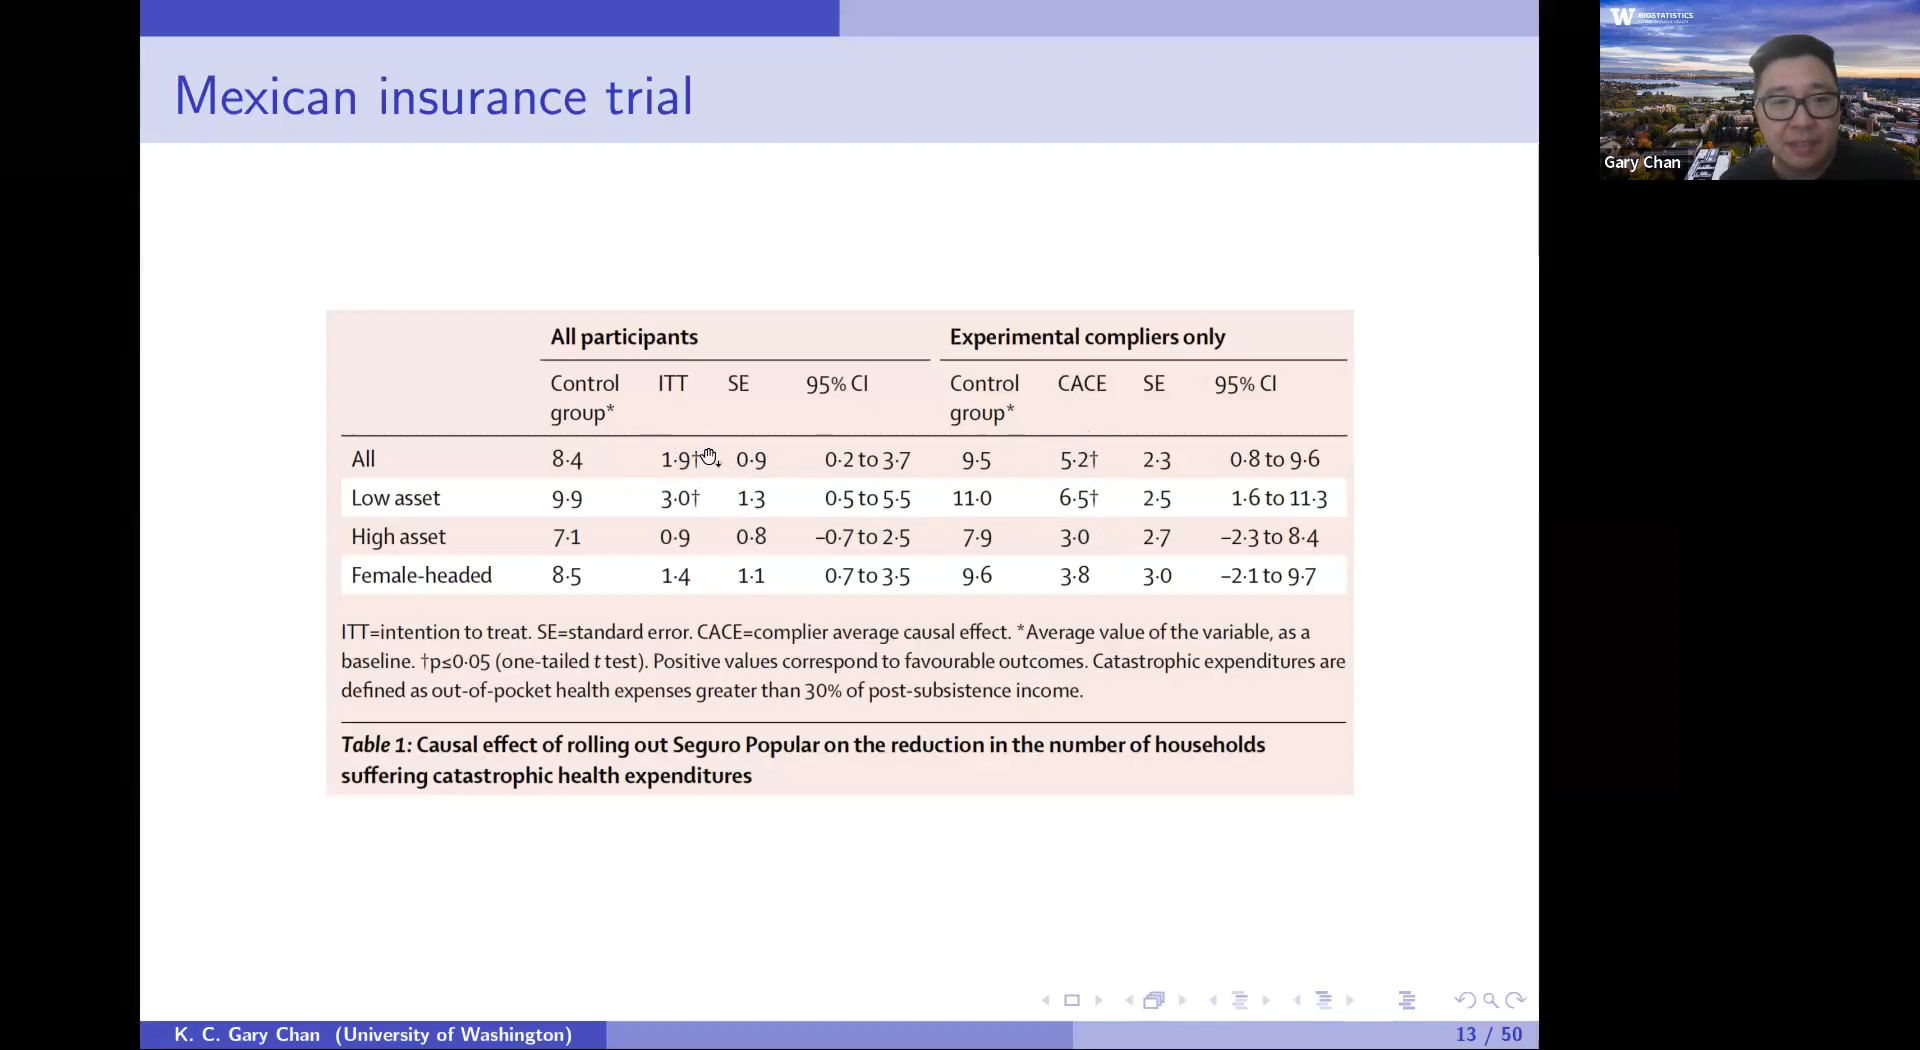 Mexican insurance trial
W BIOSTATISTICS
Gary Chan
All participants Experimental compliers only
Control group* ITT SE 95% CI Control group* CACE SE 95% CI
All 8·4 1·9† 0·9 0·2 to 3·7 9·5 5·2† 2·3 0·8 to 9·6
Low asset 9·9 3·0† 1·3 0·5 to 5·5 11·0 6·5† 2·5 1·6 to 11·3
High asset 7·1 0·9 0·8 –0·7 to 2·5 7·9 3·0 2·7 –2·3 to 8·4
Female-headed 8·5 1·4 1·1 0·7 to 3·5 9·6 3·8 3·0 –2·1 to 9·7
ITT=intention to treat. SE=standard error. CACE=complier average causal effect. *Average value of the variable, as a
baseline. †p≤0·05 (one-tailed t test). Positive values correspond to favourable outcomes. Catastrophic expenditures are
defined as out-of-pocket health expenses greater than 30% of post-subsistence income.
Table 1: Causal effect of rolling out Seguro Popular on the reduction in the number of households
suffering catastrophic health expenditures
K. C. Gary Chan (University of Washington) 13 / 50